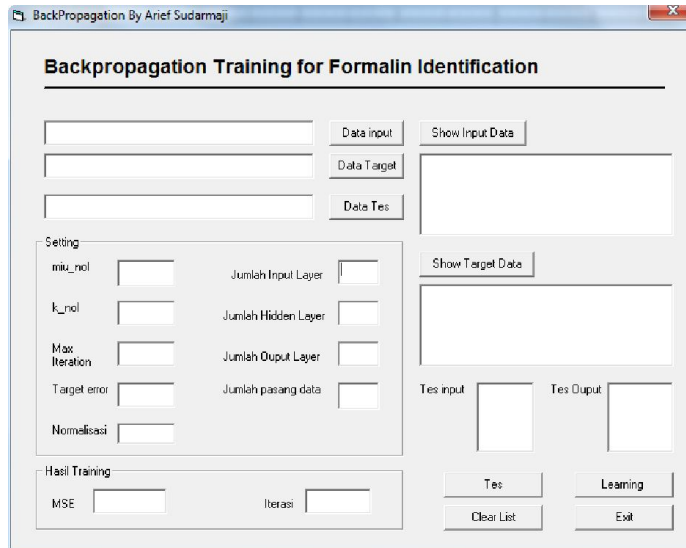 BackPropagation By Arief Sudarmaji
Backpropagation Training for Formalin Identification
Data input
Show Input Data
Data Target
Data Tes
Setting
miu_nol
Jumlah Input Layer
Show Target Data
k_nol
Jumlah Hidden Layer
Max
Iteration
Jumlah Ouput Layer
Target error
Jumlah pasang data
Tes input
Tes Ouput
Normalisasi
Hasil Training
MSE
Iterasi
Tes
Learning
Clear List
Exit